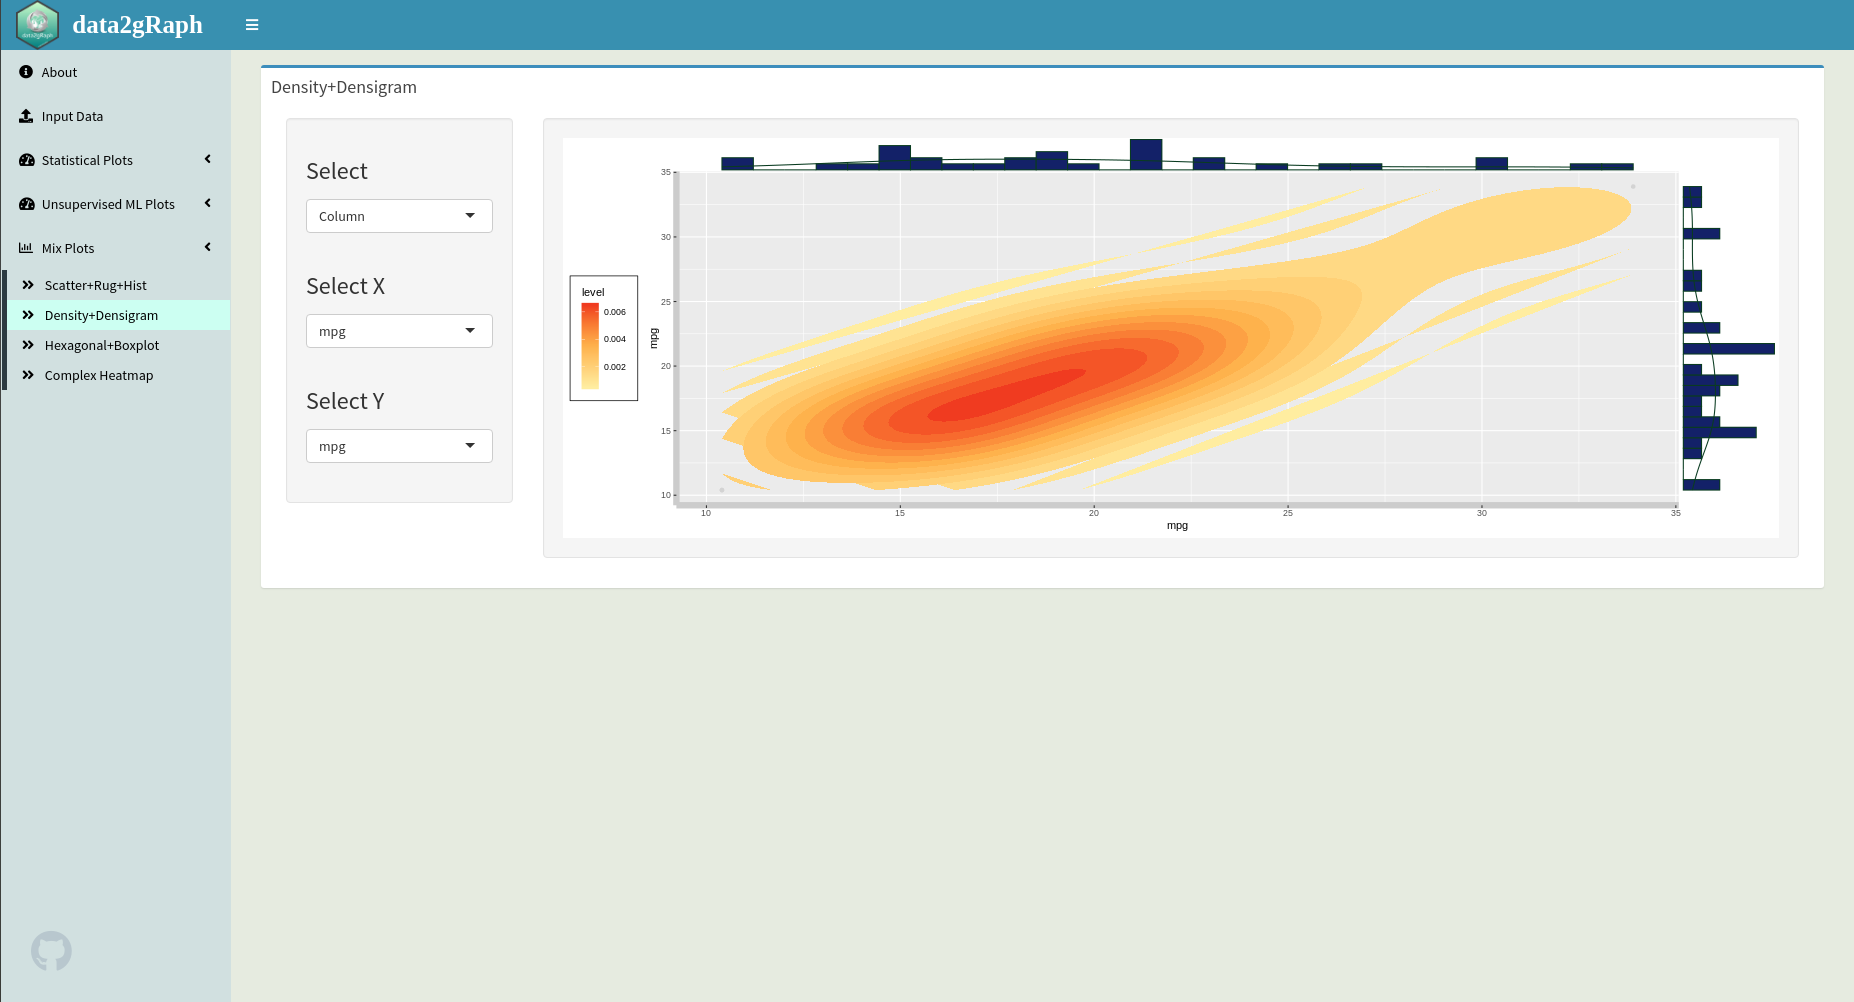 data2gRaph
About
Input Data
Statistical Plots
Unsupervised ML Plots
Mix Plots
Scatter+Rug+Hist
Density+Densigram
Hexagonal+Boxplot
Complex Heatmap
Density+Densigram
Select
Column
Select X
mpg
Select Y
mpg
level
0.006
0.004
0.002
mpg
35
30
25
20
15
10
10 15 20 25 30 35
mpg